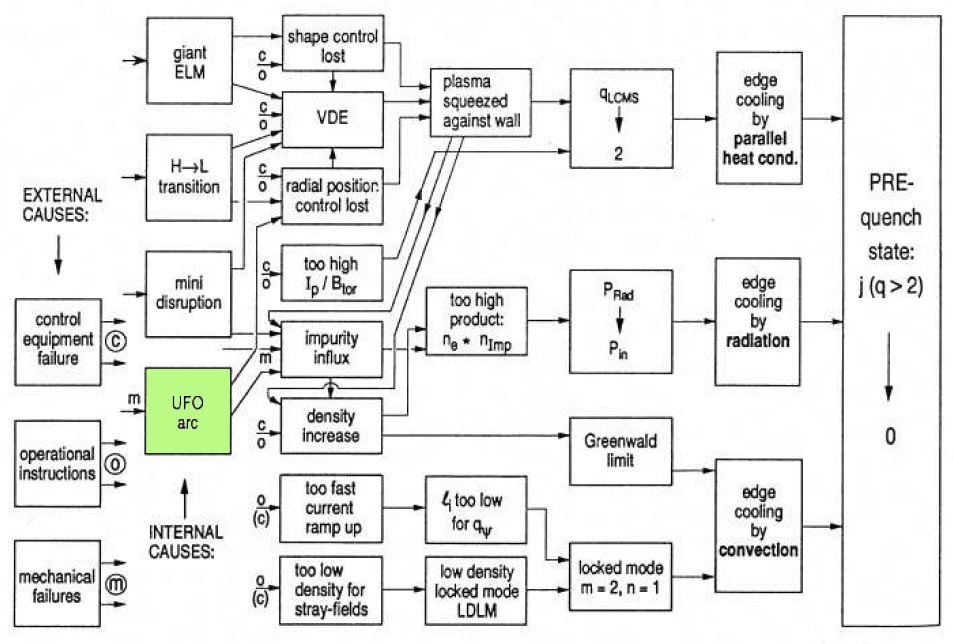 EXTERNAL
CAUSES:
control
equipment
failure
c
operational
instructions
o
mechanical
failures
m
giant
ELM
H→L
transition
mini
disruption
m
UFO
arc
INTERNAL
CAUSES:
c
o
shape control
lost
c
o
VDE
c
o
radial position
control lost
c
o
too high
Ip / Btor
m
impurity
influx
c
o
density
increase
o
(c)
too fast
current
ramp up
o
(c)
too low
density for
stray-fields
plasma
squeezed
against wall
too high
product:
ne * nImp
ℓi too low
for qψ
low density
locked mode
LDLM
qLCMS
2
PRad
Pin
Greenwald
limit
locked mode
m = 2, n = 1
edge
cooling
by
parallel
heat cond.
edge
cooling
by
radiation
edge
cooling
by
convection
PRE-
quench
state:
j (q > 2)
0